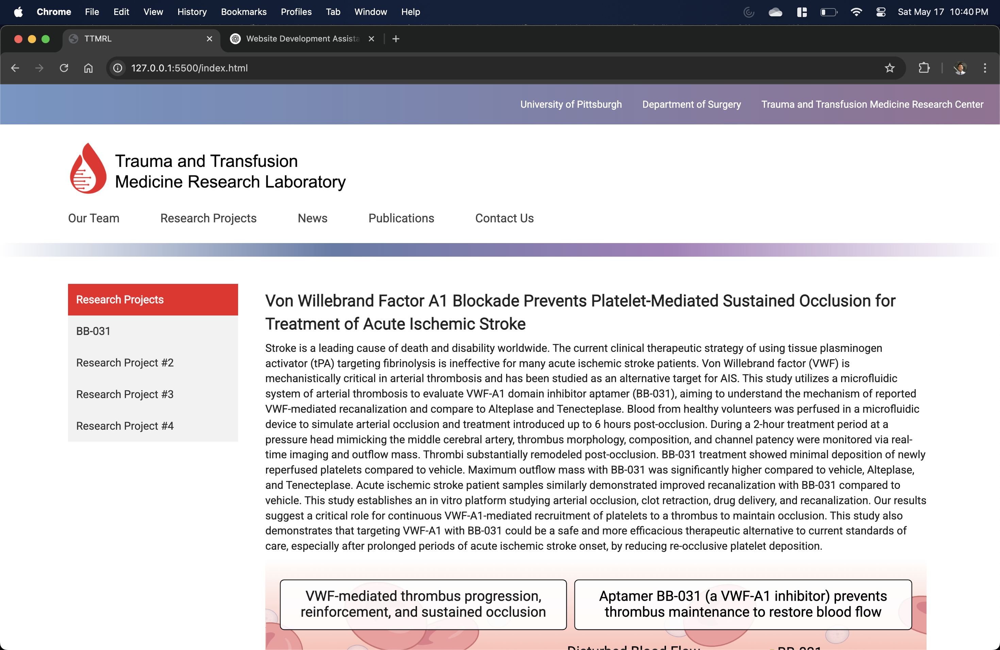 Chrome File Edit View History Bookmarks Profiles Tab Window Help Sat May 17 10:40 PM
TTMRL Website Development Assista
127.0.0.1:5500/index.html
University of Pittsburgh Department of Surgery Trauma and Transfusion Medicine Research Center
Trauma and Transfusion
Medicine Research Laboratory
Our Team Research Projects News Publications Contact Us
Research Projects
BB-031
Research Project #2
Research Project #3
Research Project #4
Von Willebrand Factor A1 Blockade Prevents Platelet-Mediated Sustained Occlusion for
Treatment of Acute Ischemic Stroke
Stroke is a leading cause of death and disability worldwide. The current clinical therapeutic strategy of using tissue plasminogen
activator (tPA) targeting fibrinolysis is ineffective for many acute ischemic stroke patients. Von Willebrand factor (VWF) is
mechanistically critical in arterial thrombosis and has been studied as an alternative target for AIS. This study utilizes a microfluidic
system of arterial thrombosis to evaluate VWF-A1 domain inhibitor aptamer (BB-031), aiming to understand the mechanism of reported
VWF-mediated recanalization and compare to Alteplase and Tenecteplase. Blood from healthy volunteers was perfused in a microfluidic
device to simulate arterial occlusion and treatment introduced up to 6 hours post-occlusion. During a 2-hour treatment period at a
pressure head mimicking the middle cerebral artery, thrombus morphology, composition, and channel patency were monitored via real-
time imaging and outflow mass. Thrombi substantially remodeled post-occlusion. BB-031 treatment showed minimal deposition of newly
reperfused platelets compared to vehicle. Maximum outflow mass with BB-031 was significantly higher compared to vehicle, Alteplase,
and Tenecteplase. Acute ischemic stroke patient samples similarly demonstrated improved recanalization with BB-031 compared to
vehicle. This study establishes an in vitro platform studying arterial occlusion, clot retraction, drug delivery, and recanalization. Our results
suggest a critical role for continuous VWF-A1-mediated recruitment of platelets to a thrombus to maintain occlusion. This study also
demonstrates that targeting VWF-A1 with BB-031 could be a safe and more efficacious therapeutic alternative to current standards of
care, especially after prolonged periods of acute ischemic stroke onset, by reducing re-occlusive platelet deposition.
VWF-mediated thrombus progression,
reinforcement, and sustained occlusion
Aptamer BB-031 (a VWF-A1 inhibitor) prevents
thrombus maintenance to restore blood flow
Disturbed Blood Flow BB-031